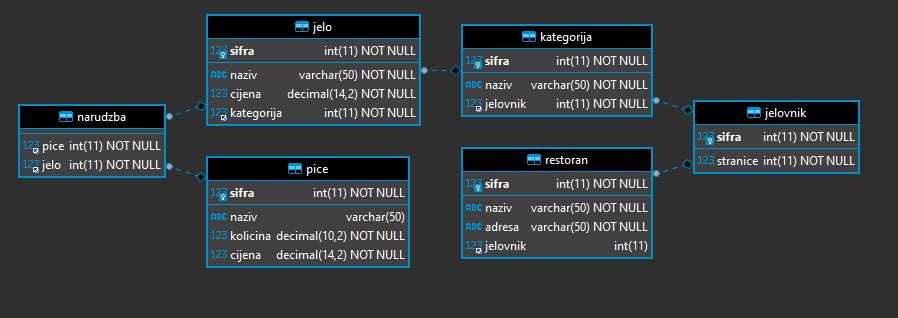 jelo
123 sifra int(11) NOT NULL
ABC naziv varchar(50) NOT NULL
123 cijena decimal(14,2) NOT NULL
123 kategorija int(11) NOT NULL
kategorija
123 sifra int(11) NOT NULL
ABC naziv varchar(50) NOT NULL
123 jelovnik int(11) NOT NULL
narudzba
123 pice int(11) NOT NULL
123 jelo int(11) NOT NULL
jelovnik
123 sifra int(11) NOT NULL
123 stranice int(11) NOT NULL
pice
123 sifra int(11) NOT NULL
ABC naziv varchar(50)
123 kolicina decimal(10,2) NOT NULL
123 cijena decimal(14,2) NOT NULL
restoran
123 sifra int(11) NOT NULL
ABC naziv varchar(50) NOT NULL
ABC adresa varchar(50) NOT NULL
123 jelovnik int(11)